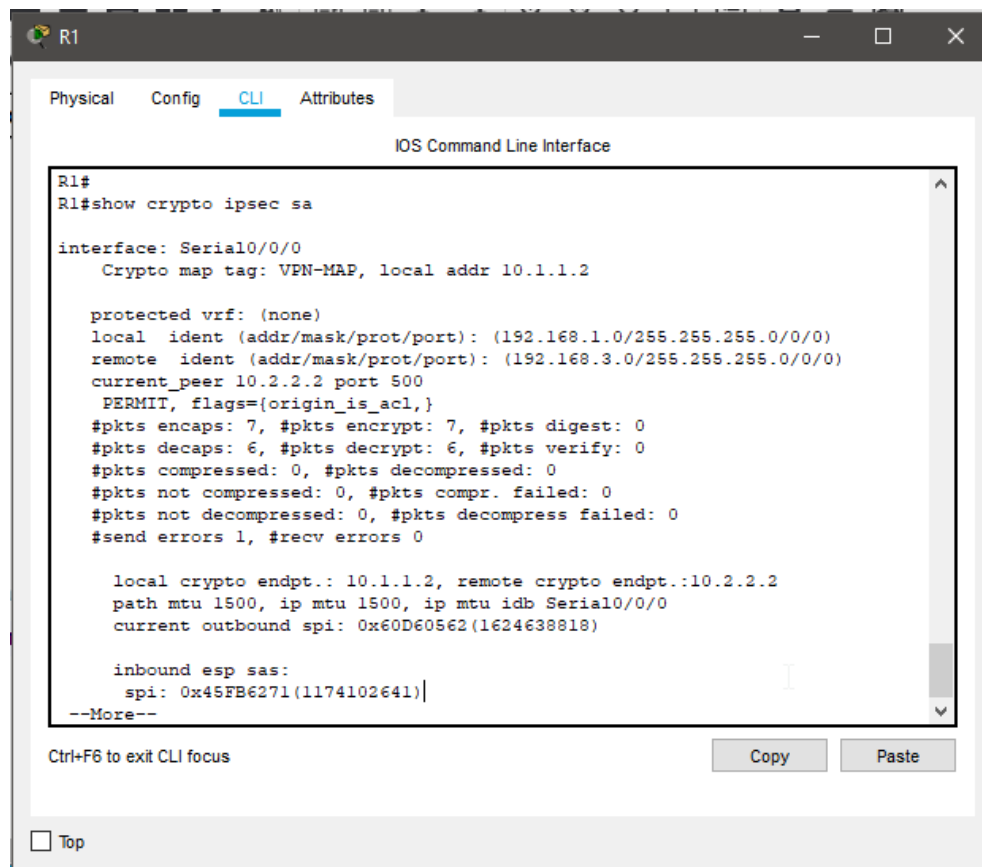 R1
Physical Config CLI Attributes
IOS Command Line Interface
R1#
R1#show crypto ipsec sa
interface: Serial0/0/0
Crypto map tag: VPN-MAP, local addr 10.1.1.2
protected vrf: (none)
local ident (addr/mask/prot/port): (192.168.1.0/255.255.255.0/0/0)
remote ident (addr/mask/prot/port): (192.168.3.0/255.255.255.0/0/0)
current_peer 10.2.2.2 port 500
PERMIT, flags={origin_is_acl,}
#pkts encaps: 7, #pkts encrypt: 7, #pkts digest: 0
#pkts decaps: 6, #pkts decrypt: 6, #pkts verify: 0
#pkts compressed: 0, #pkts decompressed: 0
#pkts not compressed: 0, #pkts compr. failed: 0
#pkts not decompressed: 0, #pkts decompress failed: 0
#send errors 1, #recv errors 0
local crypto endpt.: 10.1.1.2, remote crypto endpt.:10.2.2.2
path mtu 1500, ip mtu 1500, ip mtu idb Serial0/0/0
current outbound spi: 0x60D60562(1624638818)
inbound esp sas:
spi: 0x45FB6271(1174102641)
--More--
Ctrl+F6 to exit CLI focus
Copy Paste
Top